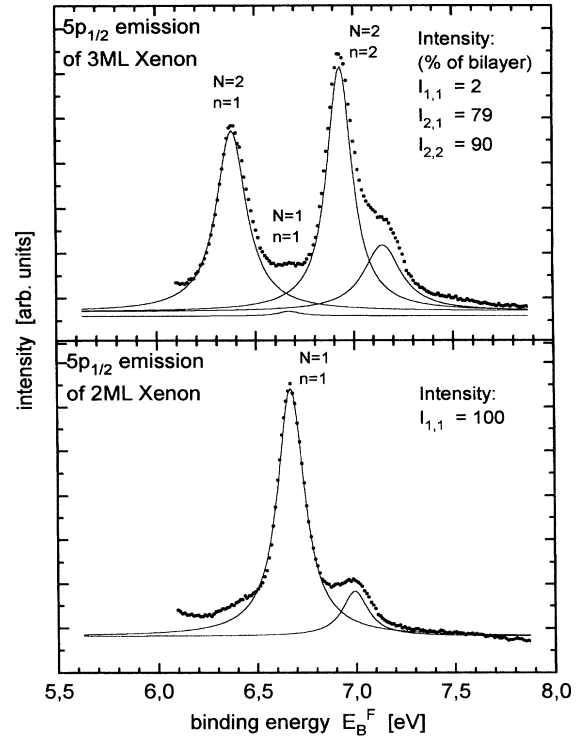 5p1/2 emission
of 3ML Xenon
N=2
n=1
N=1
n=1
N=2
n=2
Intensity:
(% of bilayer)
I1,1 = 2
I2,1 = 79
I2,2 = 90
intensity [arb. units]
5p1/2 emission
of 2ML Xenon
N=1
n=1
Intensity:
I1,1 = 100
5,5 6,0 6,5 7,0 7,5 8,0
binding energy EBF [eV]